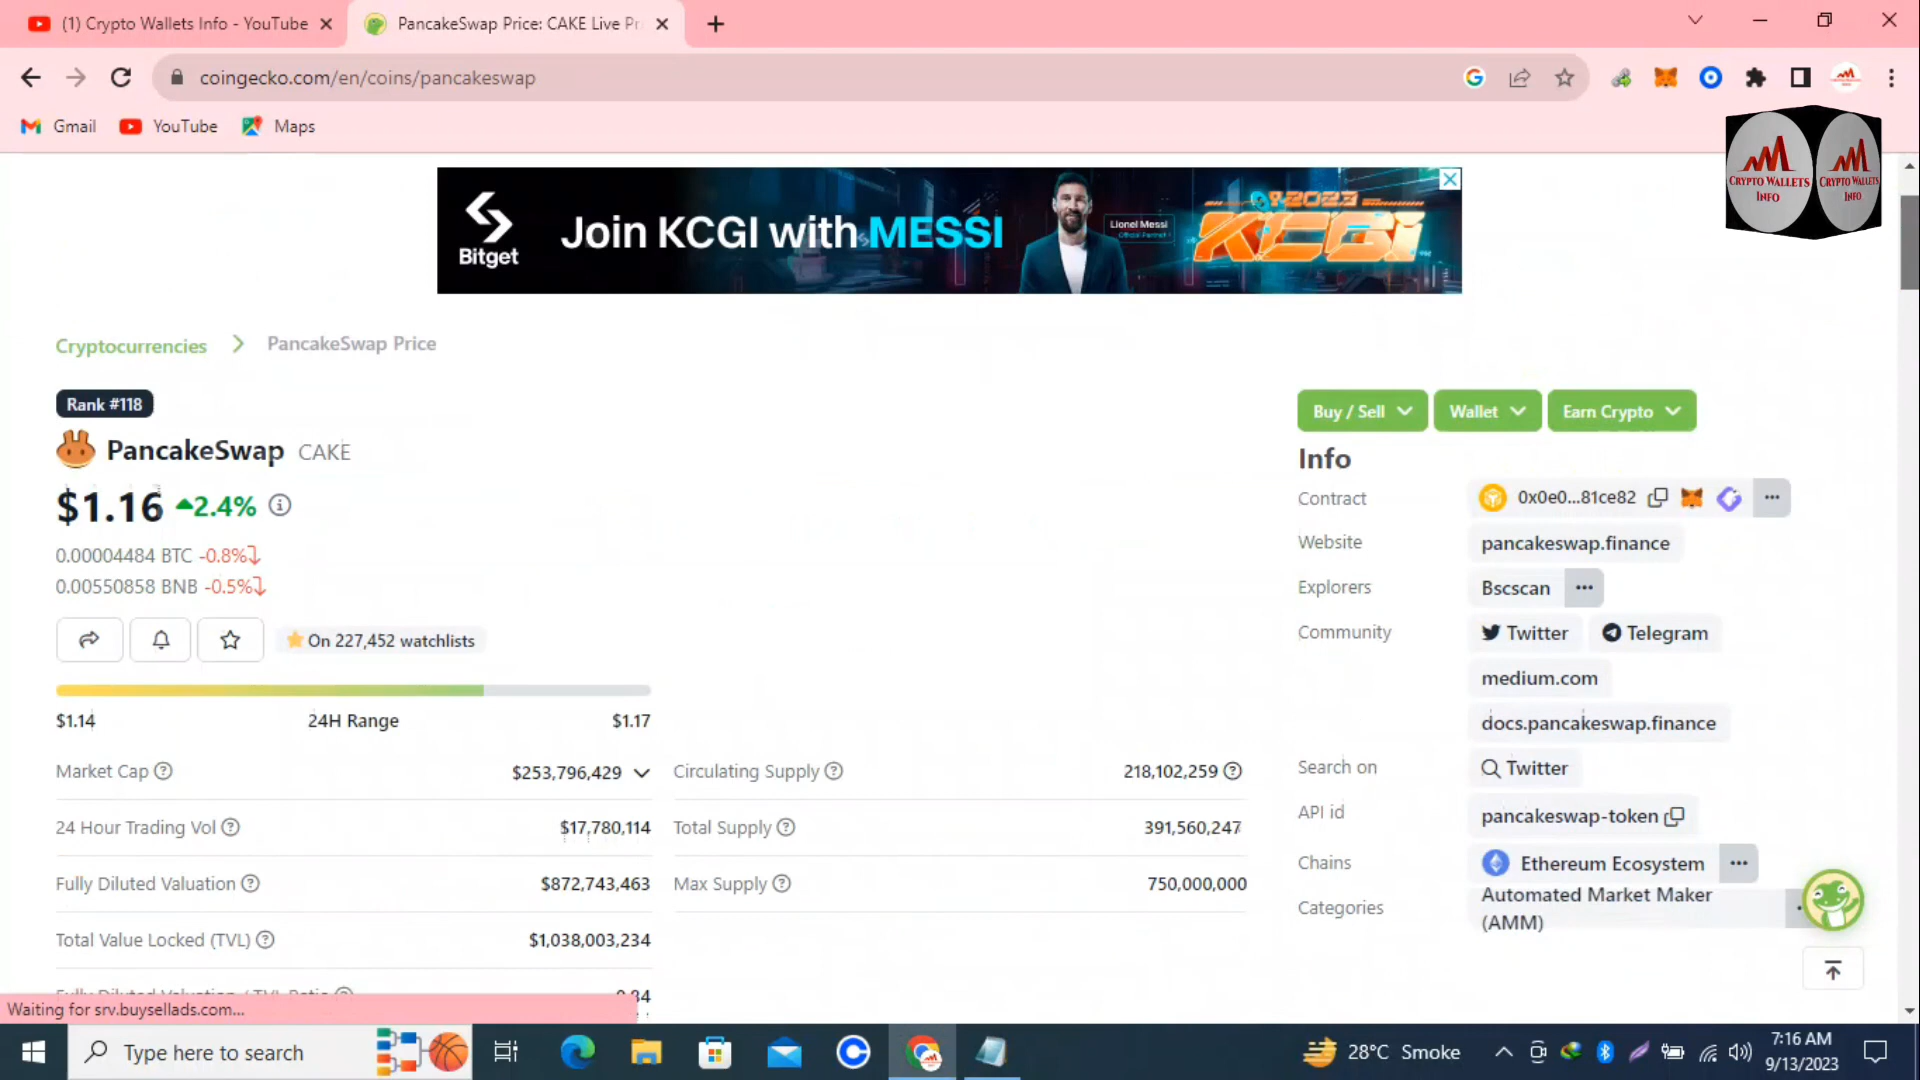 (1) Crypto Wallets Info - YouTube
PancakeSwap Price: CAKE Live Pr
coingecko.com/en/coins/pancakeswap
Gmail
YouTube
Maps
CRYPTO WALLETS
INFO
CRYPTO WALLETS
INFO
Bitget
Join KCGI with MESSI
Lionel Messi
2023
KCGI
Cryptocurrencies
PancakeSwap Price
Rank #118
PancakeSwap CAKE
$1.16 2.4%
0.00004484 BTC -0.8%
0.00550858 BNB -0.5%
On 227,452 watchlists
$1.14
24H Range
$1.17
Market Cap
$253,796,429
Circulating Supply
218,102,259
24 Hour Trading Vol
$17,780,114
Total Supply
391,560,247
Fully Diluted Valuation
$872,743,463
Max Supply
750,000,000
Total Value Locked (TVL)
$1,038,003,234
Buy / Sell
Wallet
Earn Crypto
Info
Contract
0x0e0...81ce82
Website
pancakeswap.finance
Explorers
Bscscan
Community
Twitter
Telegram
medium.com
docs.pancakeswap.finance
Search on
Twitter
API id
pancakeswap-token
Chains
Ethereum Ecosystem
Categories
Automated Market Maker
(AMM)
Waiting for srv.buysellads.com...
Type here to search
28°C Smoke
7:16 AM
9/13/2023